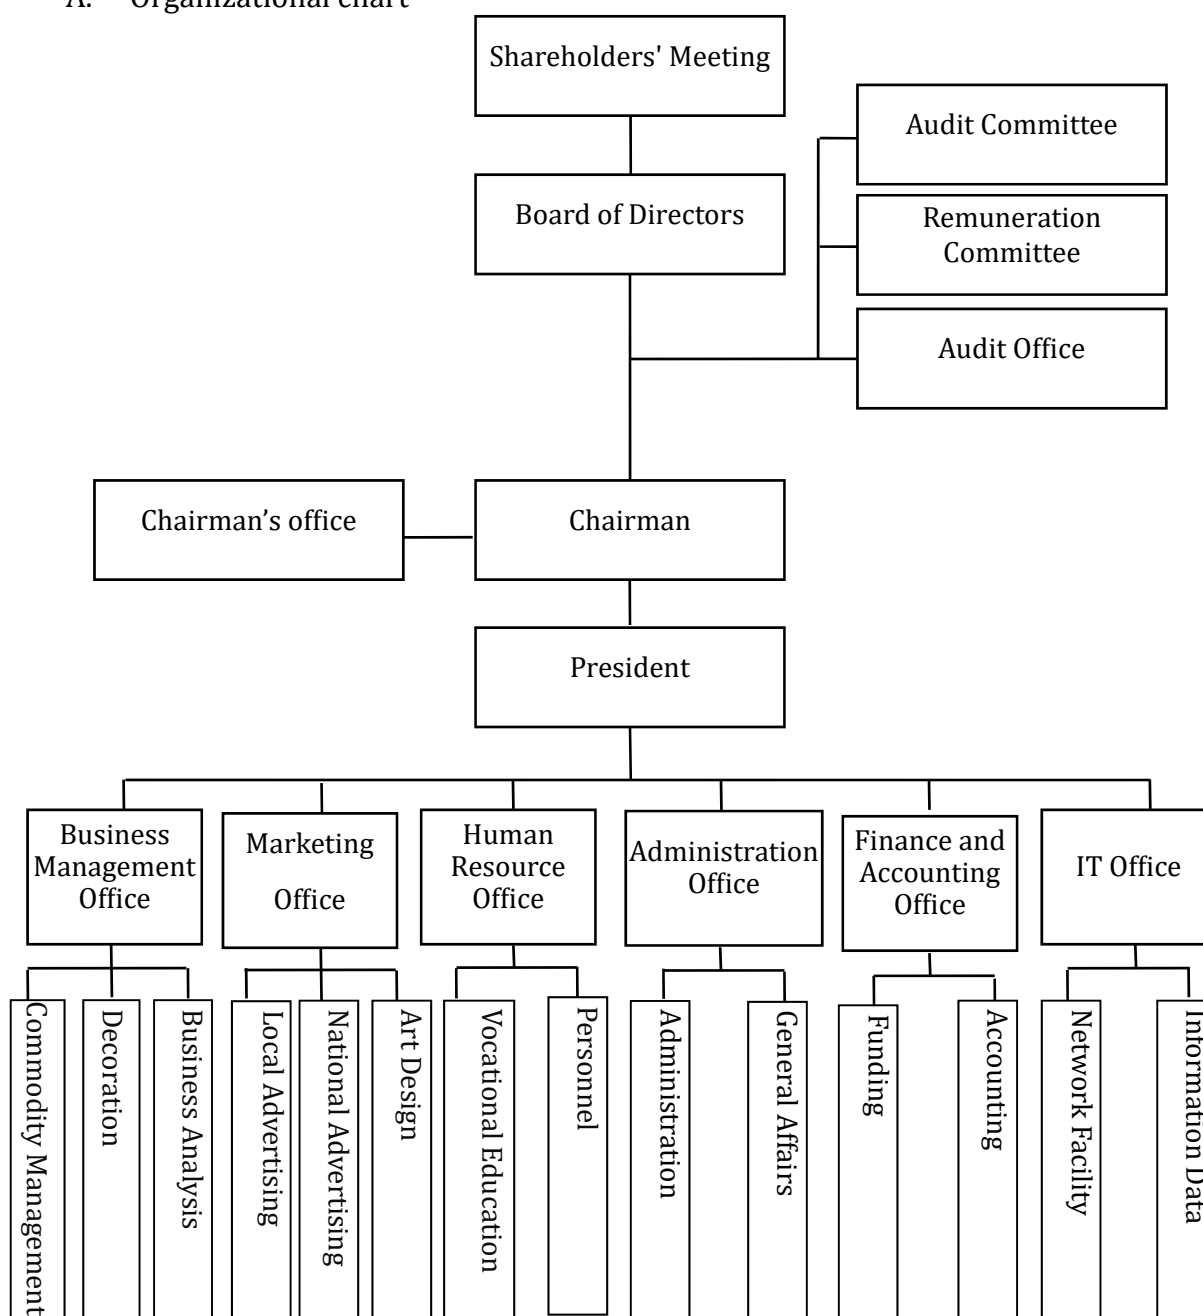 A. Organizational chart
Shareholders' Meeting
Audit Committee
Board of Directors
Remuneration
Committee
Audit Office
Chairman’s office
Chairman
President
Business
Management
Office
Marketing
Office
Human
Resource
Office
Administration
Office
Finance and
Accounting
Office
IT Office
Commodity Management
Decoration
Business Analysis
Local Advertising
National Advertising
Art Design
Vocational Education
Personnel
Administration
General Affairs
Funding
Accounting
Network Facility
Information Data